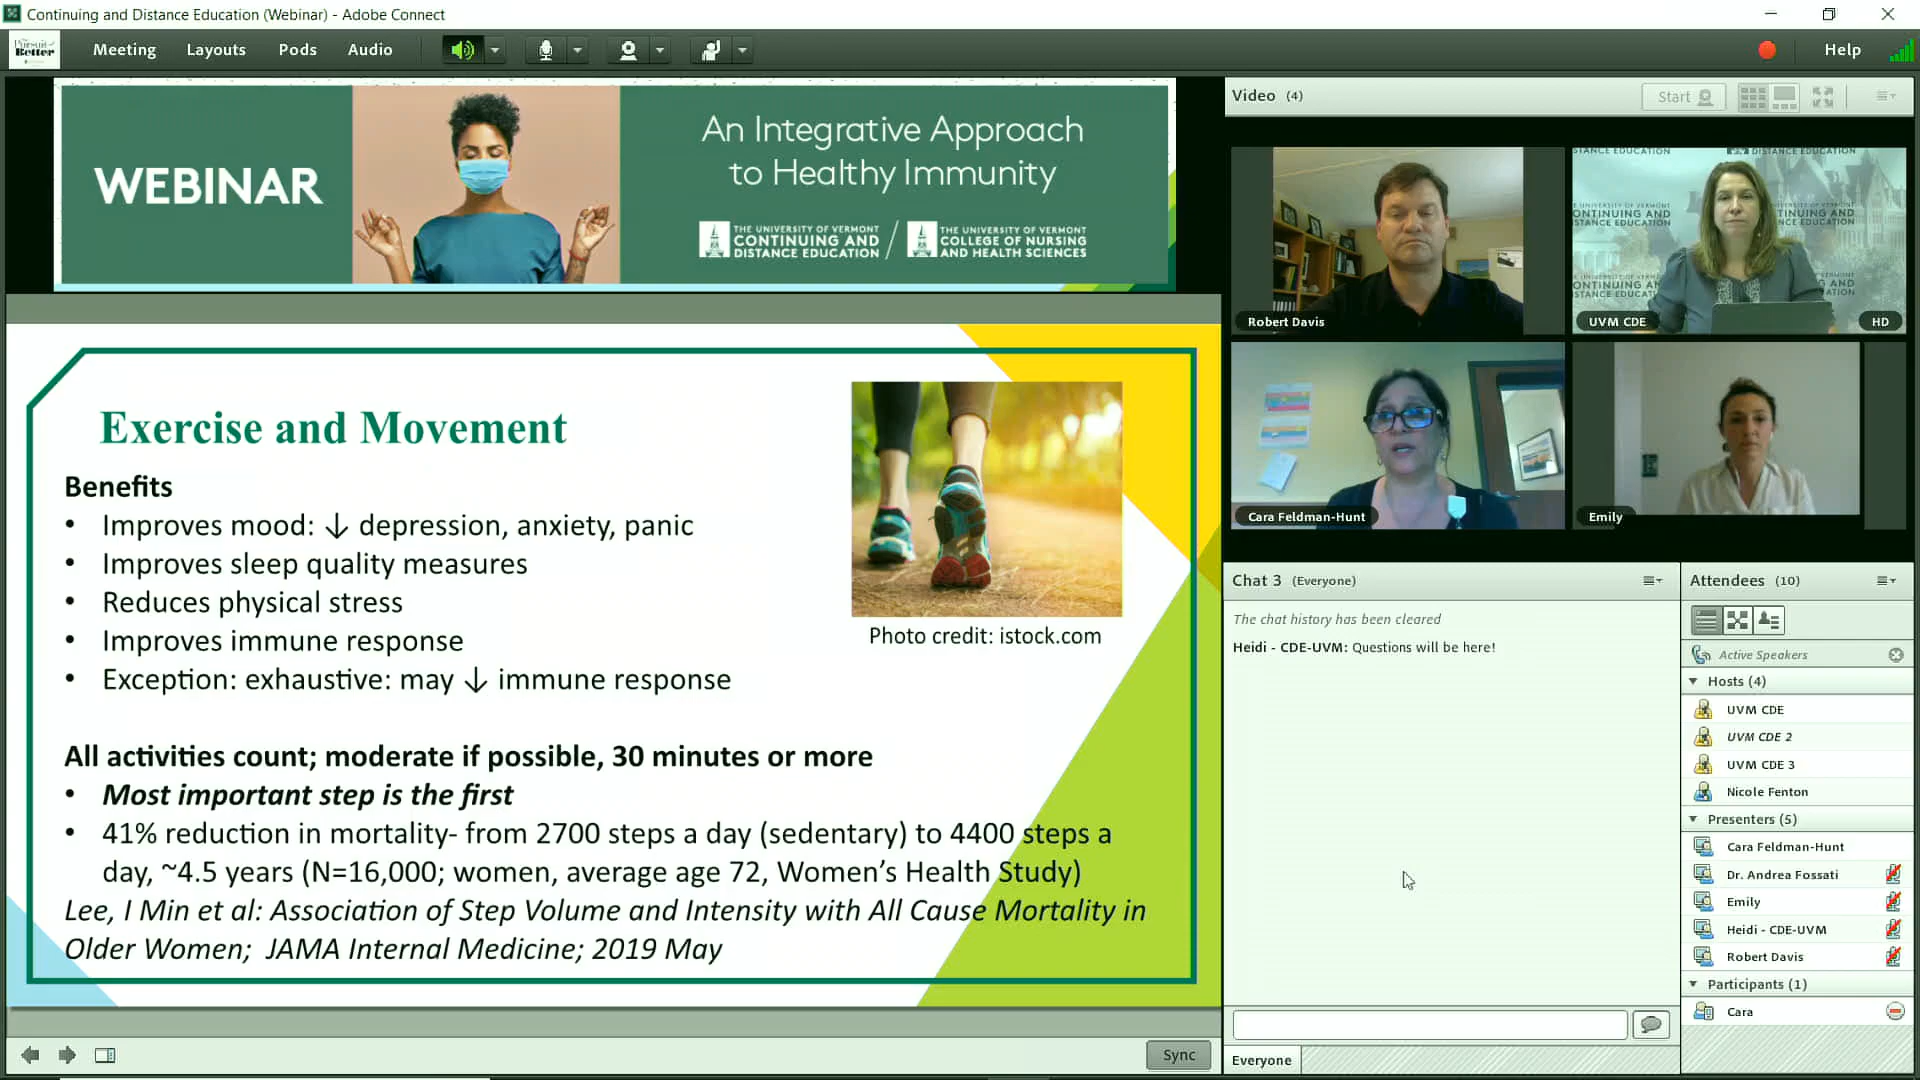 Continuing and Distance Education (Webinar) - Adobe Connect
Pursuit of Better
Meeting Layouts Pods Audio
Help
WEBINAR
An Integrative Approach
to Healthy Immunity
THE UNIVERSITY OF VERMONT
CONTINUING AND
DISTANCE EDUCATION
THE UNIVERSITY OF VERMONT
COLLEGE OF NURSING
AND HEALTH SCIENCES
Exercise and Movement
Benefits
• Improves mood: ↓ depression, anxiety, panic
• Improves sleep quality measures
• Reduces physical stress
• Improves immune response
• Exception: exhaustive: may ↓ immune response
Photo credit: istock.com
All activities count; moderate if possible, 30 minutes or more
• Most important step is the first
• 41% reduction in mortality- from 2700 steps a day (sedentary) to 4400 steps a
day, ~4.5 years (N=16,000; women, average age 72, Women’s Health Study)
Lee, I Min et al: Association of Step Volume and Intensity with All Cause Mortality in
Older Women; JAMA Internal Medicine; 2019 May
Sync
Video (4)
Start
Robert Davis
UVM CDE
HD
Cara Feldman-Hunt
Emily
Chat 3 (Everyone)
The chat history has been cleared
Heidi - CDE-UVM: Questions will be here!
Everyone
Attendees (10)
Active Speakers
Hosts (4)
UVM CDE
UVM CDE 2
UVM CDE 3
Nicole Fenton
Presenters (5)
Cara Feldman-Hunt
Dr. Andrea Fossati
Emily
Heidi - CDE-UVM
Robert Davis
Participants (1)
Cara